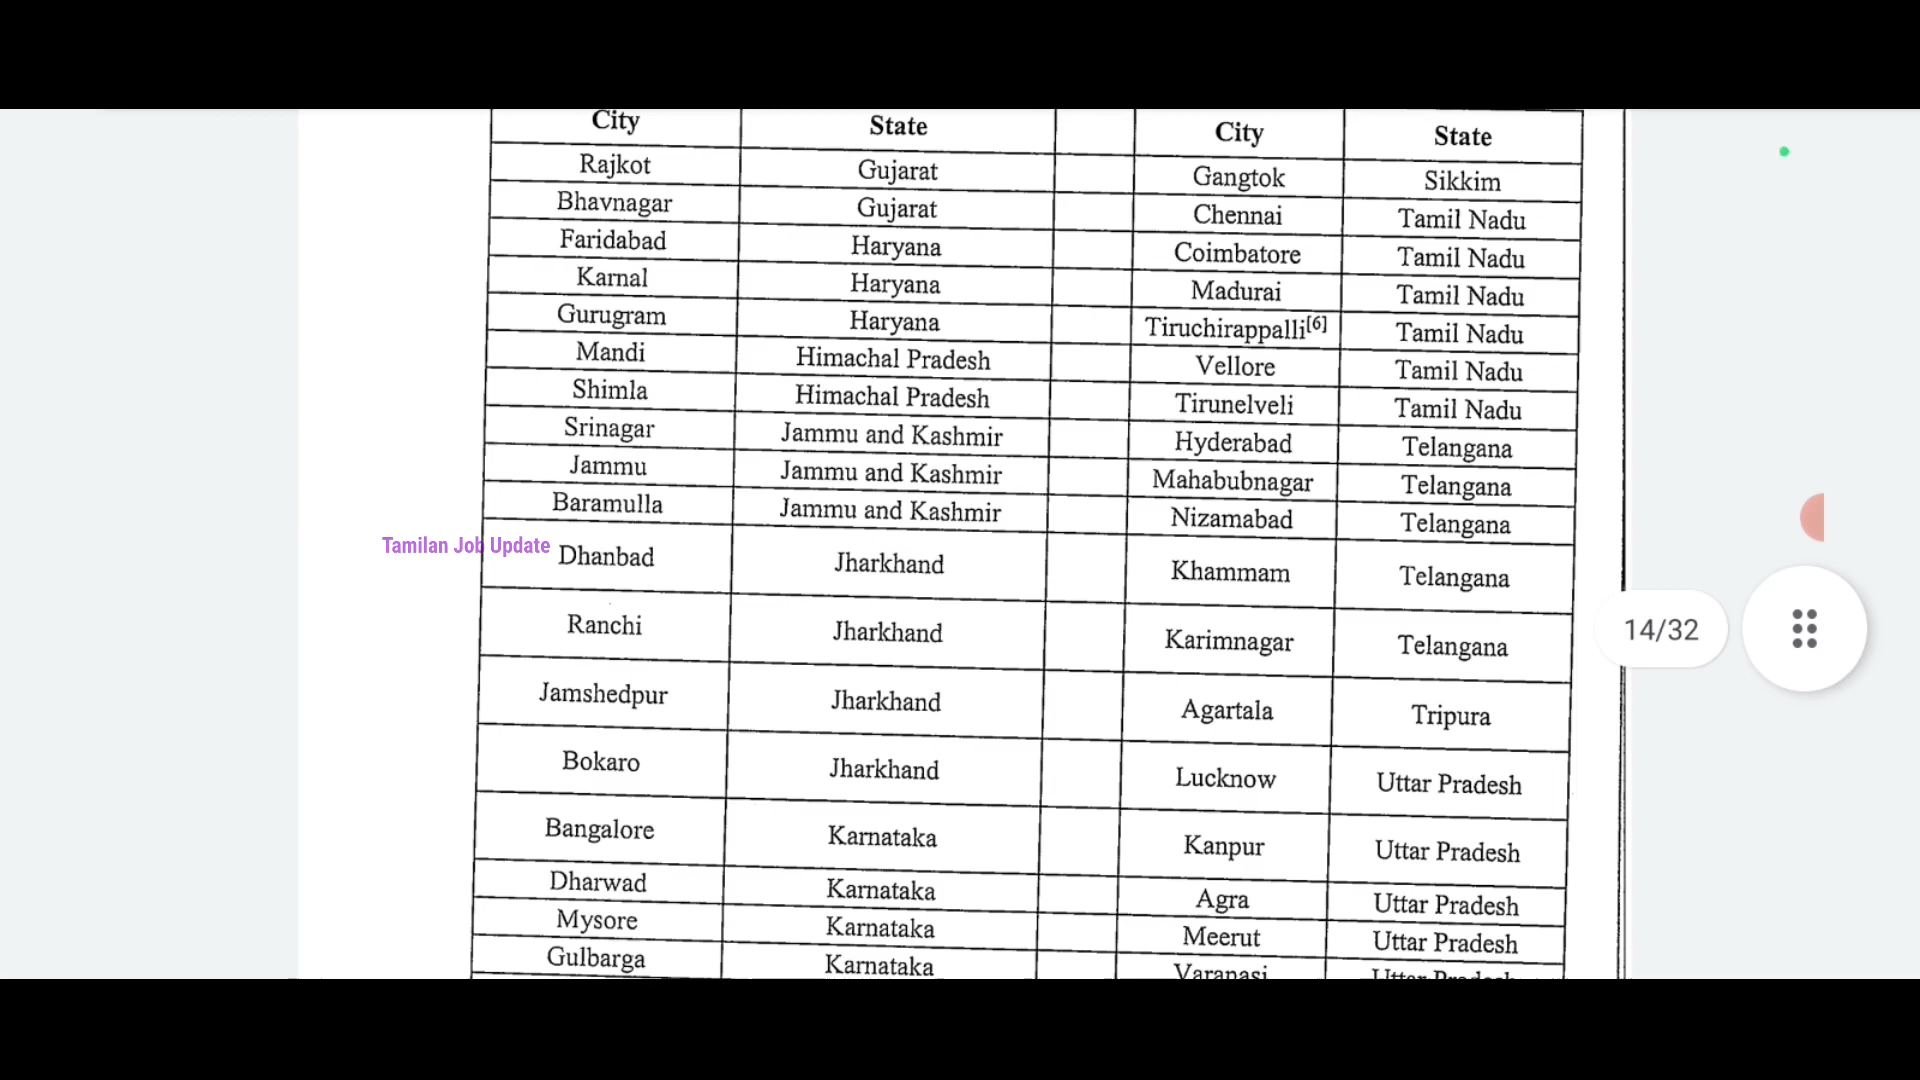 City State City State
Rajkot Gujarat Gangtok Sikkim
Bhavnagar Gujarat Chennai Tamil Nadu
Faridabad Haryana Coimbatore Tamil Nadu
Karnal Haryana Madurai Tamil Nadu
Gurugram Haryana Tiruchirappalli[6] Tamil Nadu
Mandi Himachal Pradesh Vellore Tamil Nadu
Shimla Himachal Pradesh Tirunelveli Tamil Nadu
Srinagar Jammu and Kashmir Hyderabad Telangana
Jammu Jammu and Kashmir Mahabubnagar Telangana
Baramulla Jammu and Kashmir Nizamabad Telangana
Tamilan Job Update
Dhanbad Jharkhand Khammam Telangana
Ranchi Jharkhand Karimnagar Telangana
14/32
Jamshedpur Jharkhand Agartala Tripura
Bokaro Jharkhand Lucknow Uttar Pradesh
Bangalore Karnataka Kanpur Uttar Pradesh
Dharwad Karnataka Agra Uttar Pradesh
Mysore Karnataka Meerut Uttar Pradesh
Gulbarga Karnataka Varanasi Uttar Pradesh